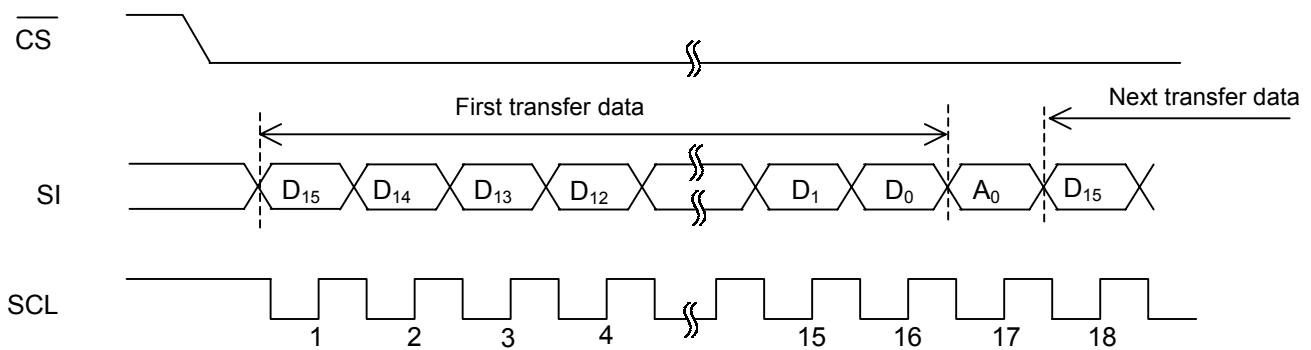 CS
First transfer data
Next transfer data
SI D₁₅ D₁₄ D₁₃ D₁₂ D₁ D₀ A₀ D₁₅
SCL
1 2 3 4 15 16 17 18